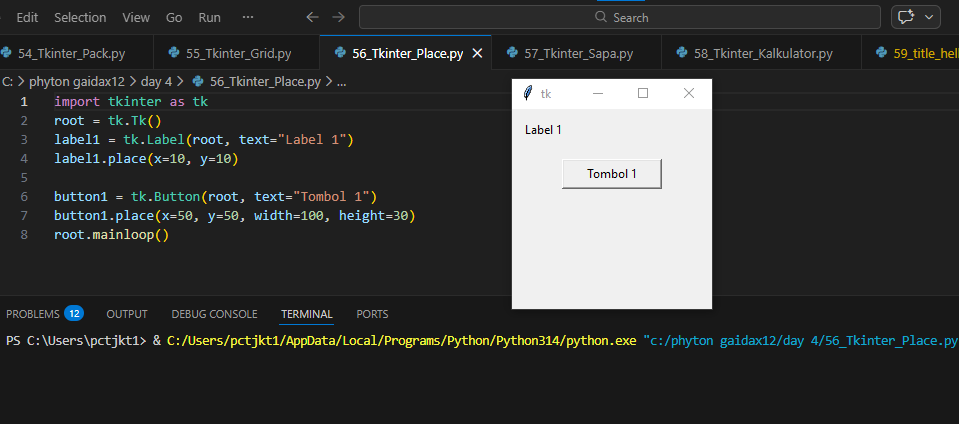 Edit Selection View Go Run ... Search
54_Tkinter_Pack.py 55_Tkinter_Grid.py 56_Tkinter_Place.py 57_Tkinter_Sapa.py 58_Tkinter_Kalkulator.py 59_title_hell
C: > phyton gaidax12 > day 4 > 56_Tkinter_Place.py > ...
1 import tkinter as tk
2 root = tk.Tk()
3 label1 = tk.Label(root, text="Label 1")
4 label1.place(x=10, y=10)
5
6 button1 = tk.Button(root, text="Tombol 1")
7 button1.place(x=50, y=50, width=100, height=30)
8 root.mainloop()
tk
Label 1
Tombol 1
PROBLEMS 12 OUTPUT DEBUG CONSOLE TERMINAL PORTS
PS C:\Users\pctjkt1> & C:/Users/pctjkt1/AppData/Local/Programs/Python/Python314/python.exe "c:/phyton gaidax12/day 4/56_Tkinter_Place.py